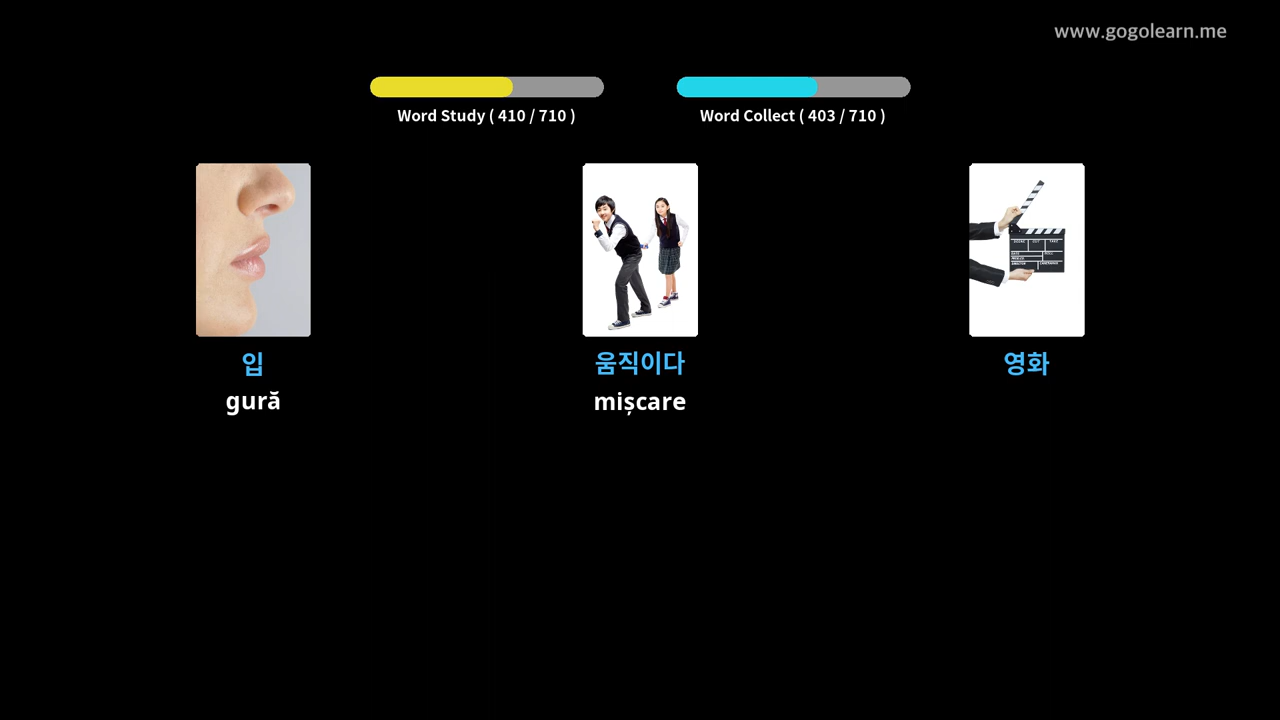 www.gogolearn.me
Word Study ( 410 / 710 )
Word Collect ( 403 / 710 )
입
움직이다
영화
gură
mișcare